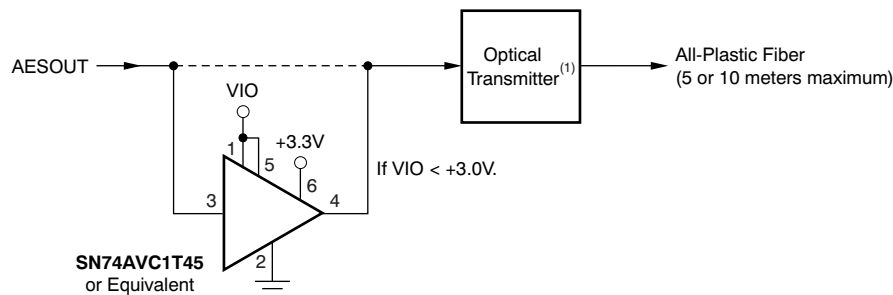 AESOUT
Optical
Transmitter(1)
All-Plastic Fiber
(5 or 10 meters maximum)
VIO
+3.3V
1
5
6
If VIO < +3.0V.
3
4
2
SN74AVC1T45
or Equivalent